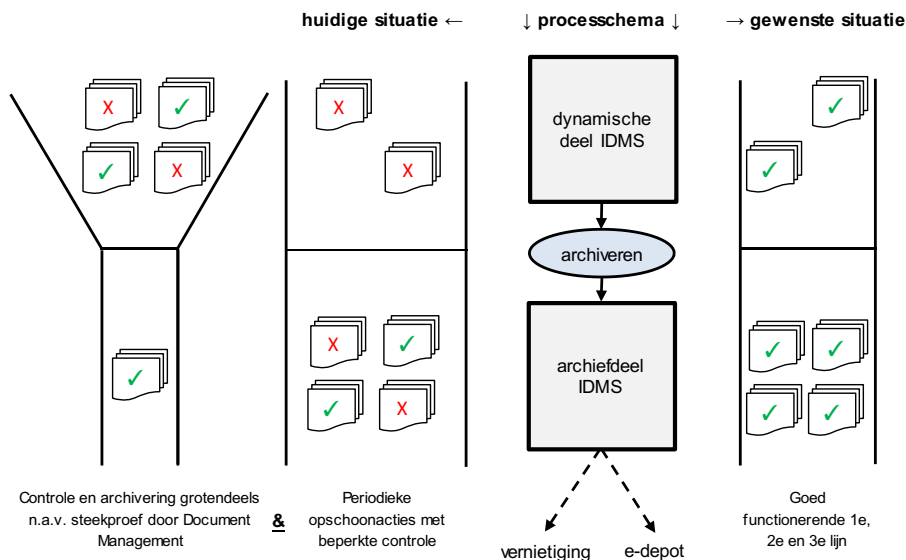 huidige situatie ←
↓ processchema ↓
→ gewenste situatie
X
✓
✓
X
✓
X
X
X
✓
✓
X
dynamische
deel IDMS
archiveren
archiefdeel
IDMS
✓
✓
✓
✓
✓
✓
Controle en archivering grotendeels
n.a.v. steekproef door Document
Management
&
Periodieke
opschoonacties met
beperkte controle
vernietiging
e-depot
Goed
functionerende 1e,
2e en 3e lijn